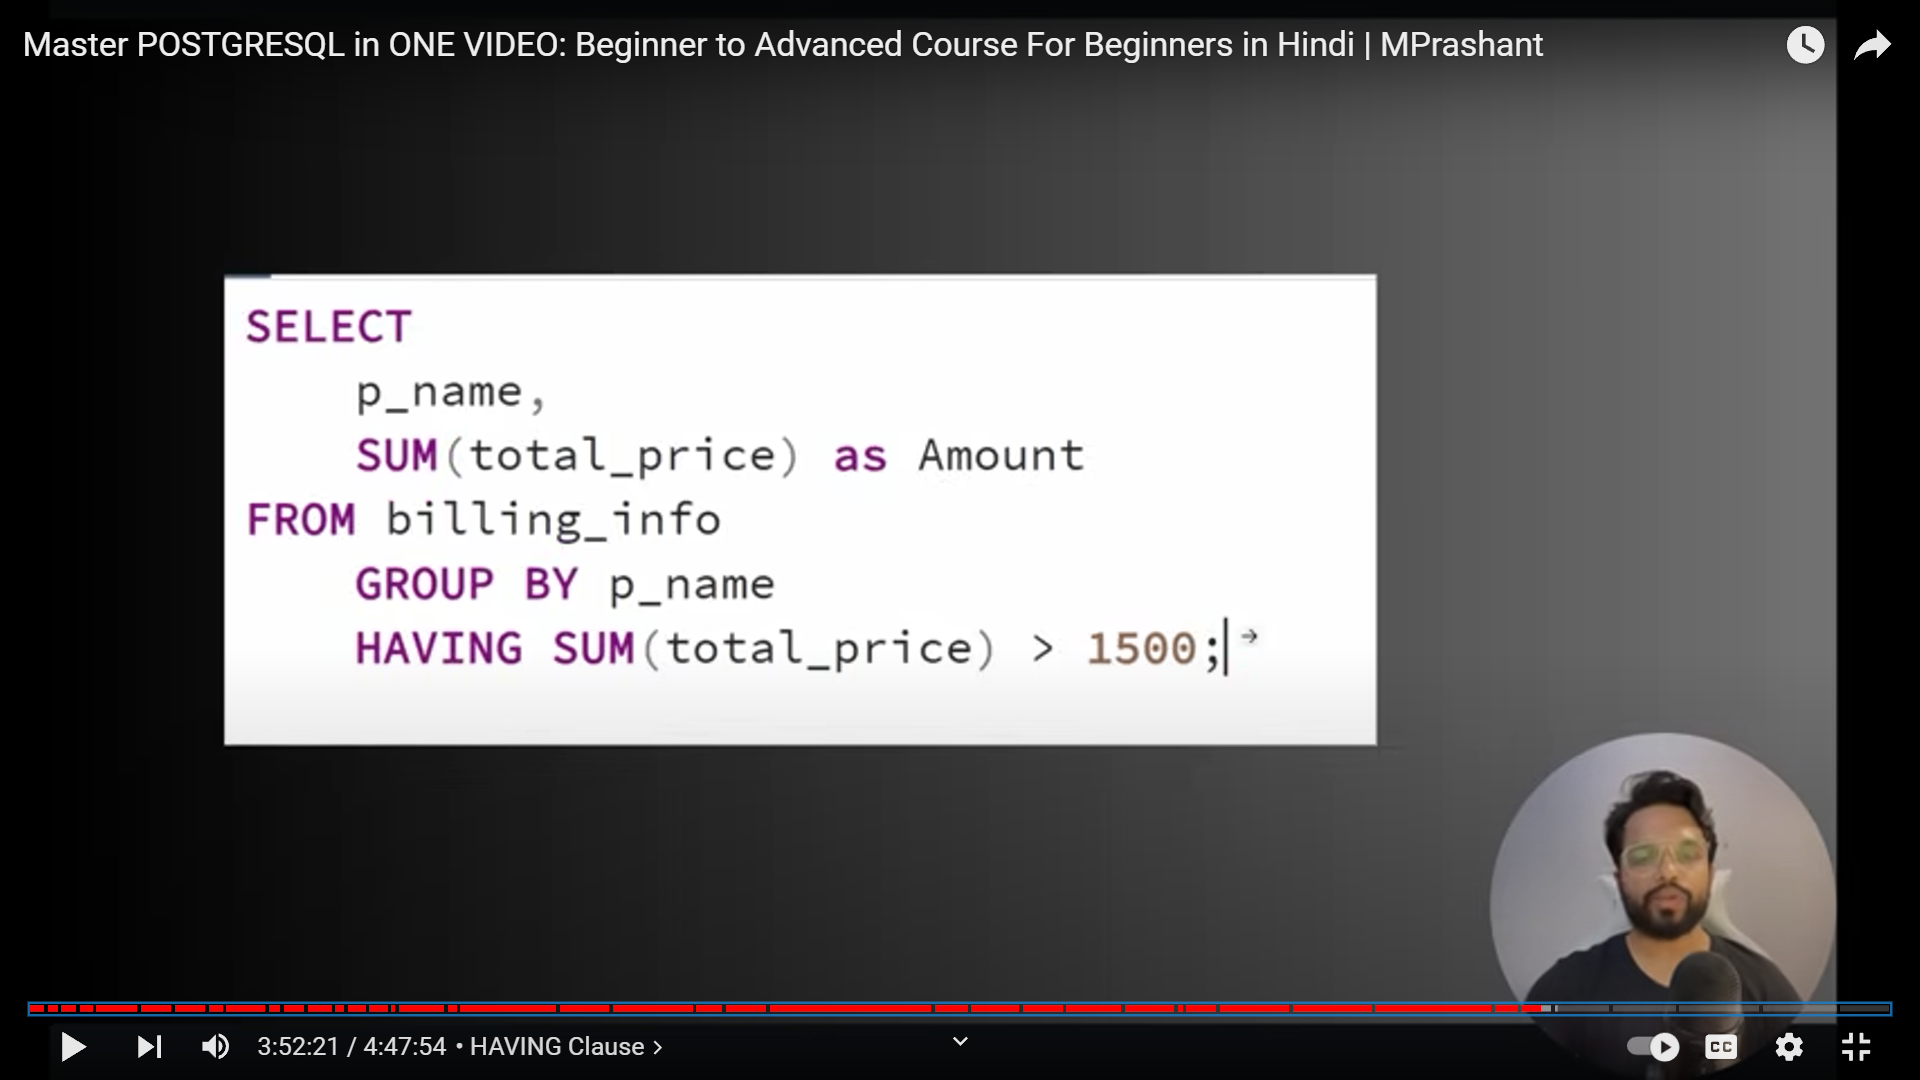 Master POSTGRESQL in ONE VIDEO: Beginner to Advanced Course For Beginners in Hindi | MPrashant
SELECT
p_name,
SUM(total_price) as Amount
FROM billing_info
GROUP BY p_name
HAVING SUM(total_price) > 1500;
3:52:21 / 4:47:54 • HAVING Clause >
CC